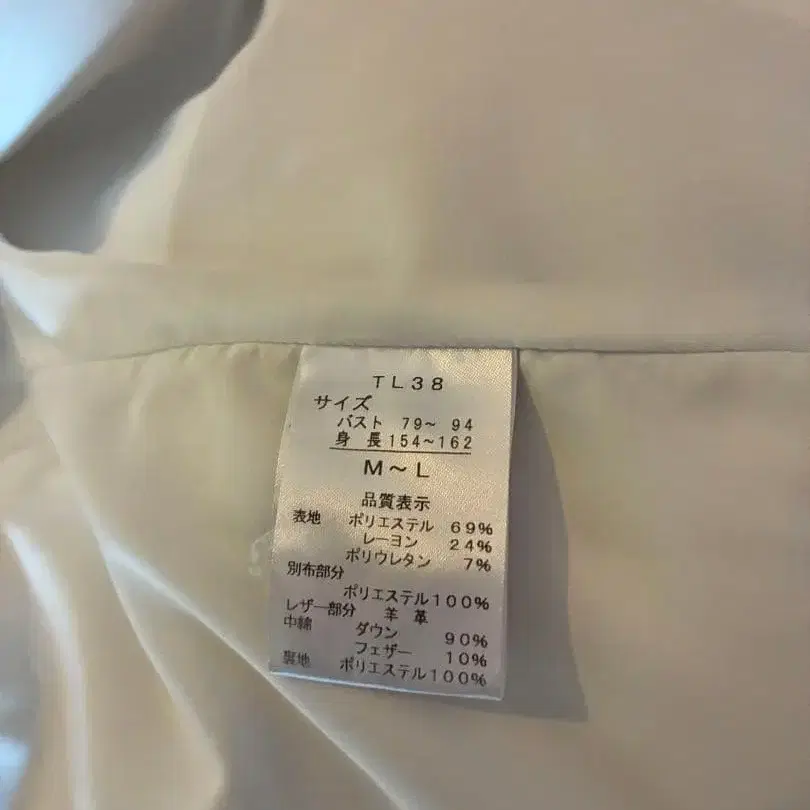 TL38
サイズ
バスト 79~ 94
身 長 154~162
M~L
品質表示
表地 ポリエステル 69%
レーヨン 24%
ポリウレタン 7%
別布部分
ポリエステル100%
レザー部分 羊 革
中綿 ダウン 90%
フェザー 10%
裏地 ポリエステル100%